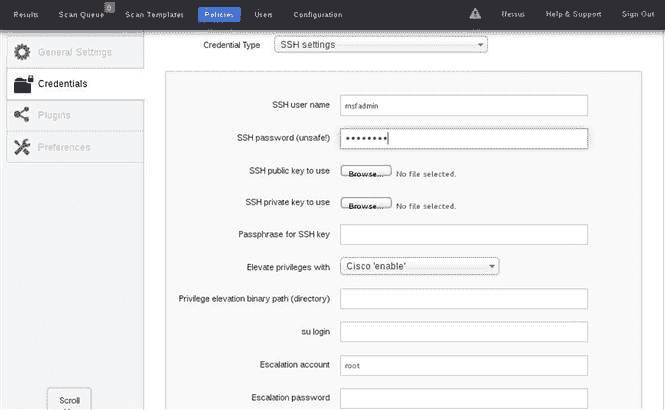 Results Scan Queue 0 Scan Templates Policies Users Configuration Nessus Help & Support Sign Out
General Settings
Credential Type SSH settings
Credentials
SSH user name msfadmin
Plugins
SSH password (unsafe!) ••••••••
Preferences
SSH public key to use Browse... No file selected.
SSH private key to use Browse... No file selected.
Passphrase for SSH key
Elevate privileges with Cisco 'enable'
Privilege elevation binary path (directory)
su login
Escalation account root
Escalation password
Scroll